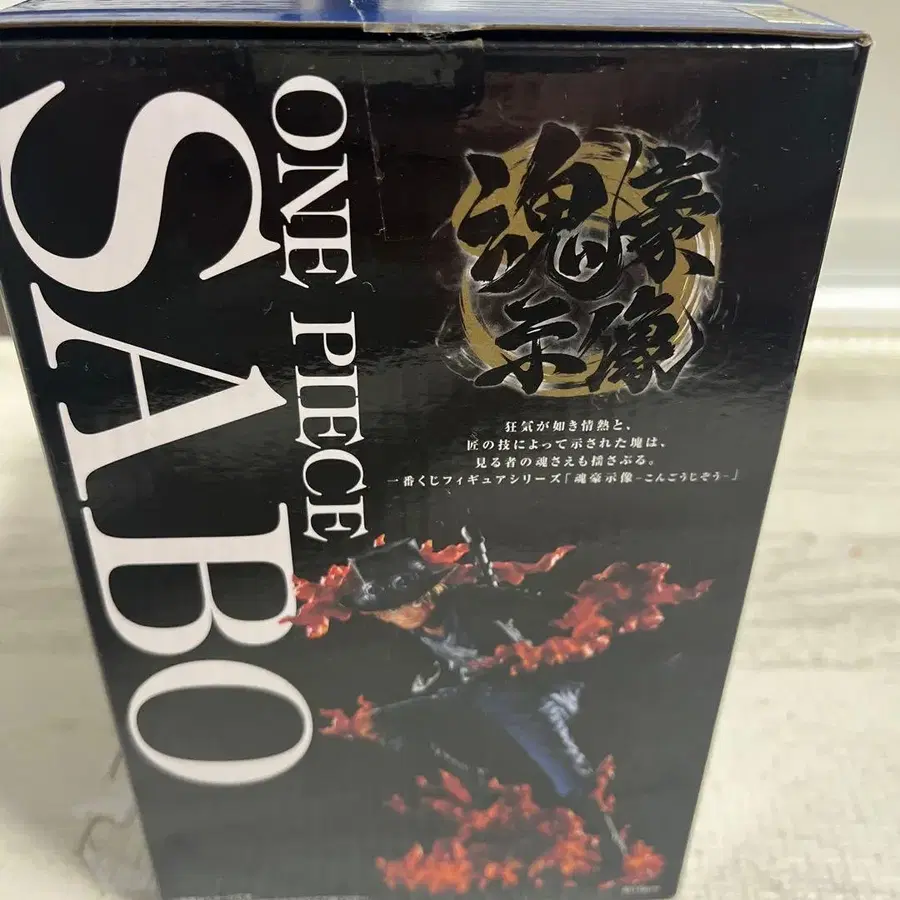 ONE PIECE
SABO
魂豪
示像
狂気が如き情熱と、
匠の技によって示された塊は、
見る者の魂さえも揺さぶる。
一番くじフィギュアシリーズ「魂豪示像-こんごうじぞう-」